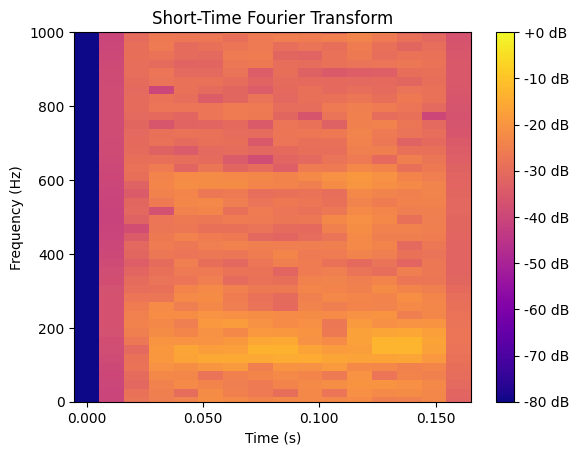 Short-Time Fourier Transform
Frequency (Hz)
1000
800
600
400
200
0
0.000
0.050
0.100
0.150
Time (s)
+0 dB
-10 dB
-20 dB
-30 dB
-40 dB
-50 dB
-60 dB
-70 dB
-80 dB